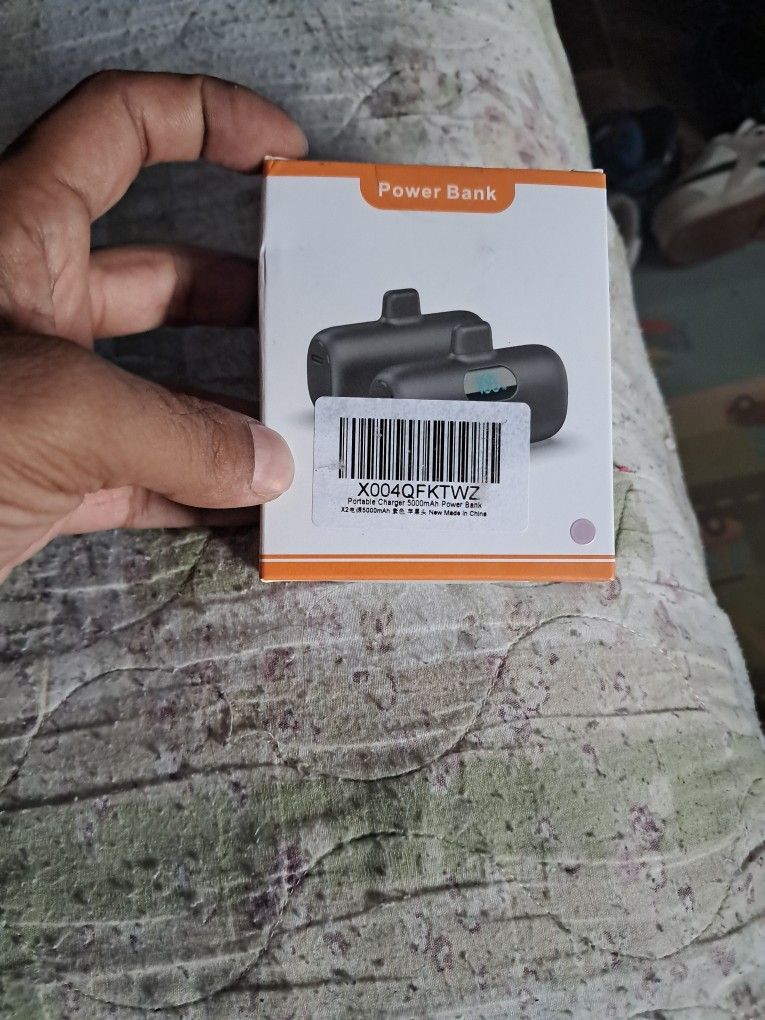 Power Bank
X004QFKTWZ
Portable Charger 5000mAh Power Bank
X2电源5000mAh 紫色 苹果头 New Made in China